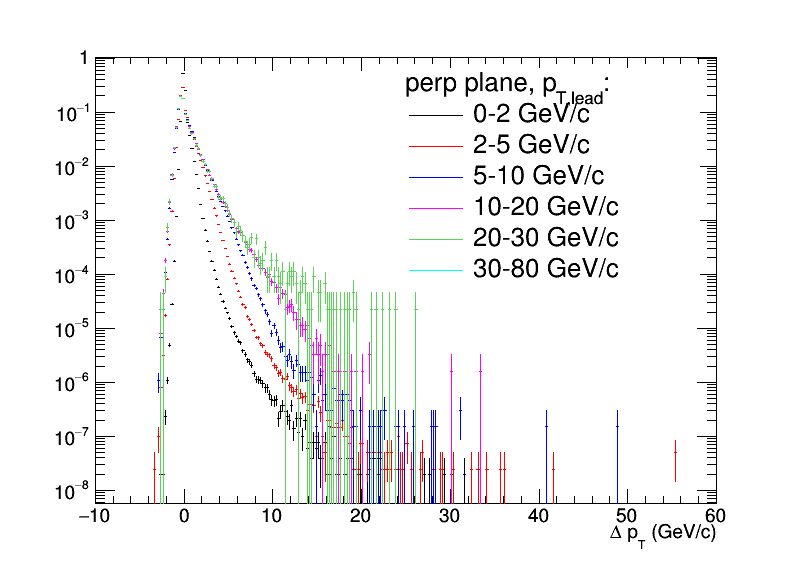 perp plane, p_T,lead:
0-2 GeV/c
2-5 GeV/c
5-10 GeV/c
10-20 GeV/c
20-30 GeV/c
30-80 GeV/c
1
10⁻¹
10⁻²
10⁻³
10⁻⁴
10⁻⁵
10⁻⁶
10⁻⁷
10⁻⁸
−10 0 10 20 30 40 50 60
Δ p_T (GeV/c)